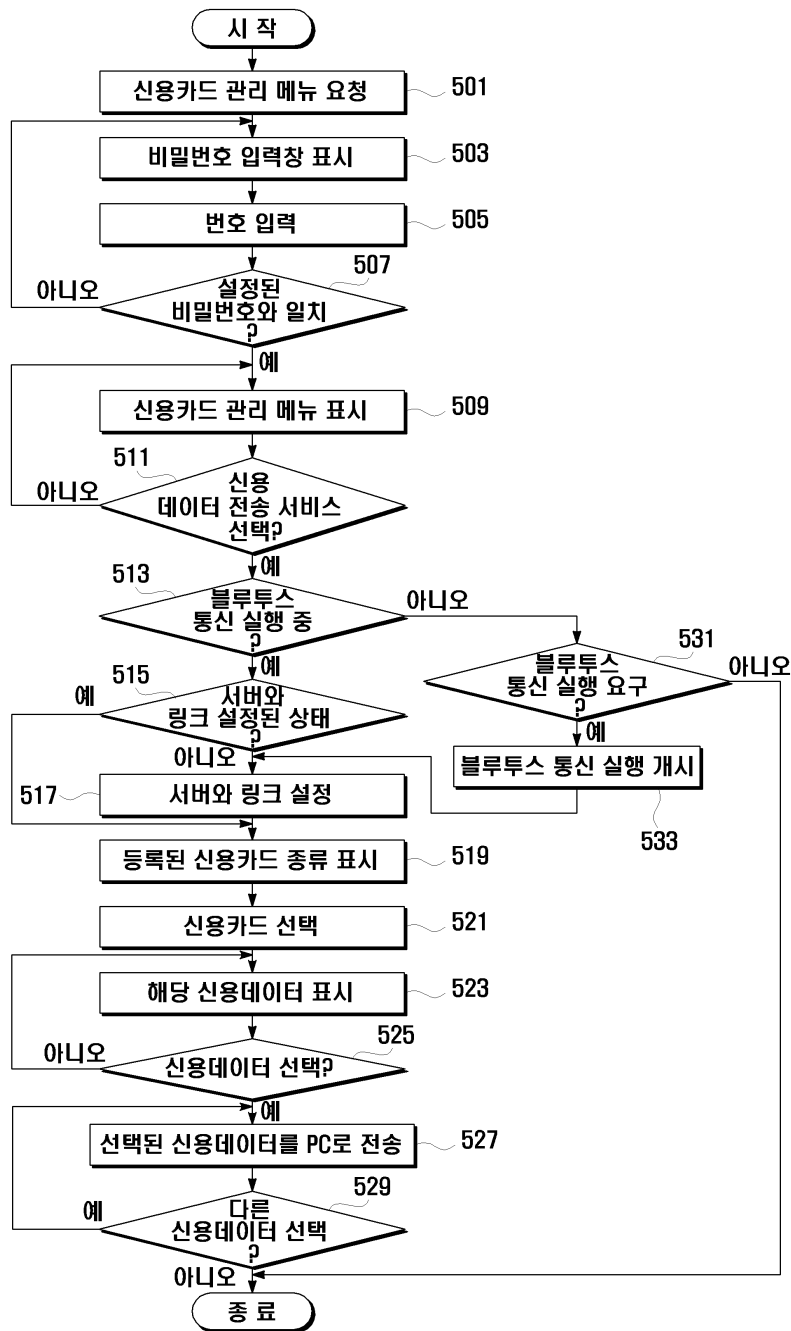 시 작
신용카드 관리 메뉴 요청
501
비밀번호 입력창 표시
503
번호 입력
505
507
설정된
비밀번호와 일치
?
아니오
예
신용카드 관리 메뉴 표시
509
511
신용
데이터 전송 서비스
선택?
아니오
예
513
블루투스
통신 실행 중
?
아니오
예
531
블루투스
통신 실행 요구
?
아니오
예
515
서버와
링크 설정된 상태
?
예
아니오
블루투스 통신 실행 개시
533
517
서버와 링크 설정
등록된 신용카드 종류 표시
519
신용카드 선택
521
해당 신용데이터 표시
523
525
신용데이터 선택?
아니오
예
선택된 신용데이터를 PC로 전송
527
529
다른
신용데이터 선택
?
예
아니오
종 료